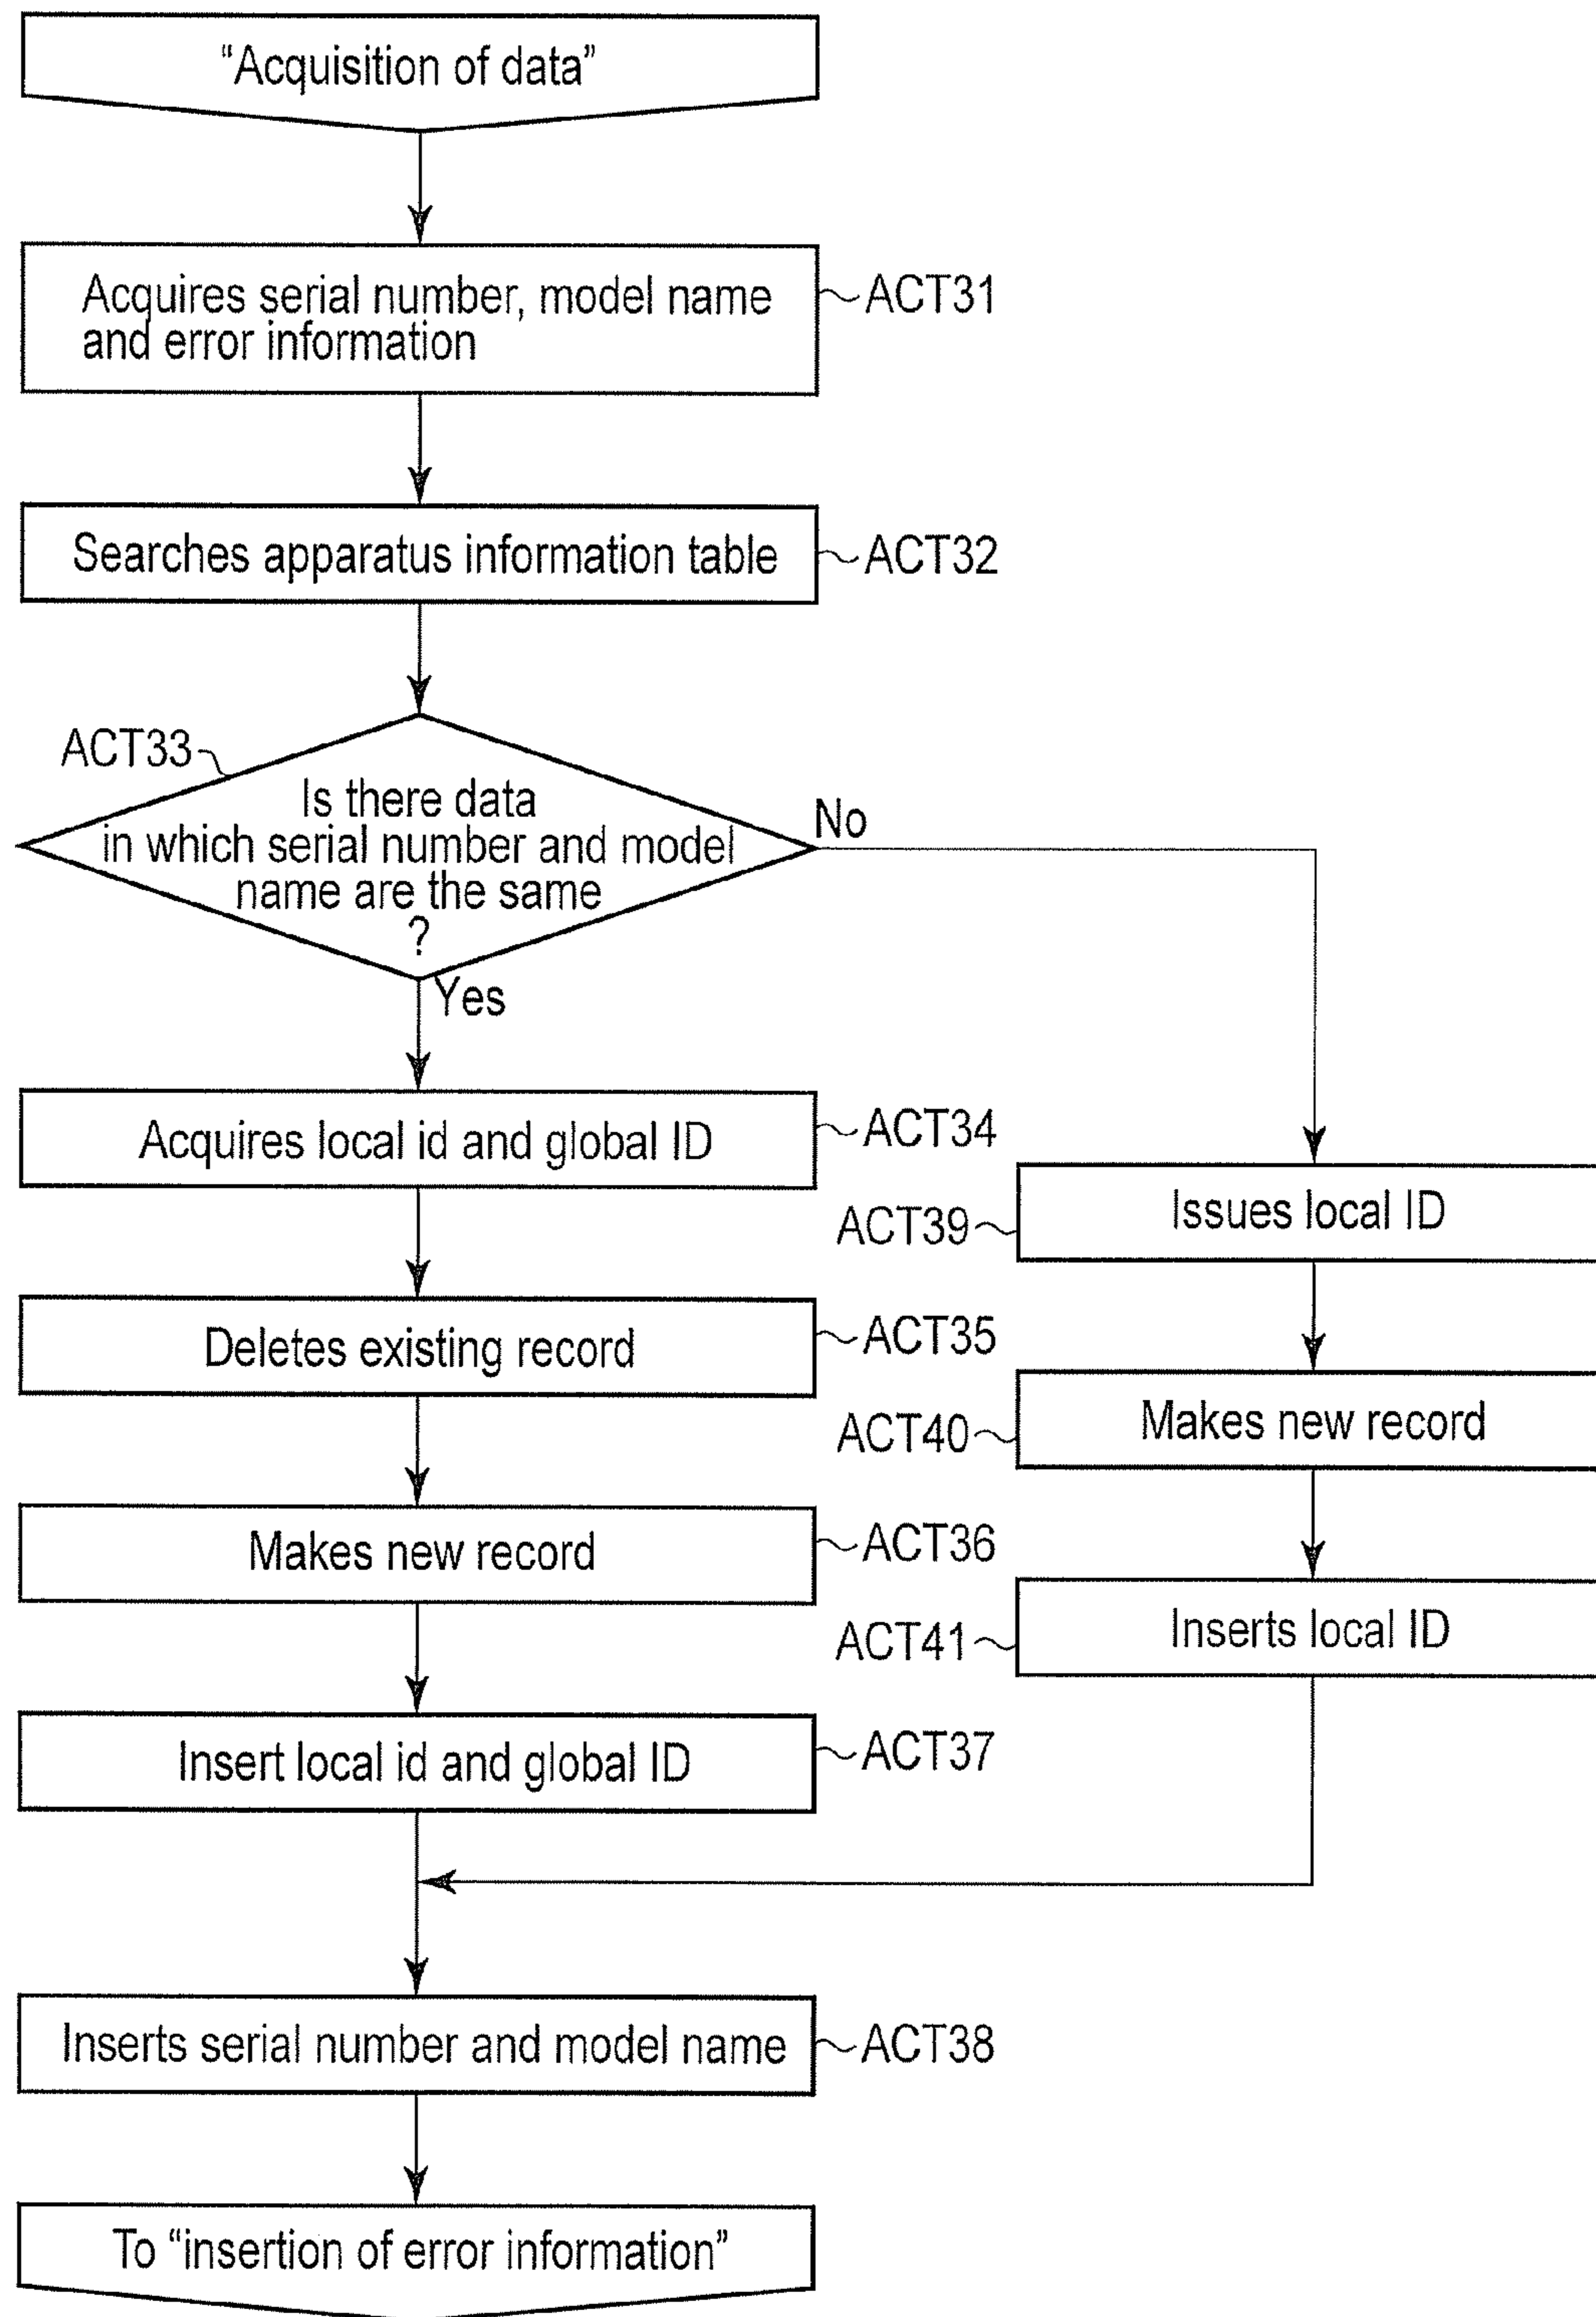 “Acquisition of data”
Acquires serial number, model name
and error information
ACT31
Searches apparatus information table
ACT32
ACT33
Is there data
in which serial number and model
name are the same
?
No
Yes
Acquires local id and global ID
ACT34
Issues local ID
ACT39
Deletes existing record
ACT35
Makes new record
ACT40
Makes new record
ACT36
Inserts local ID
ACT41
Insert local id and global ID
ACT37
Inserts serial number and model name
ACT38
To “insertion of error information”